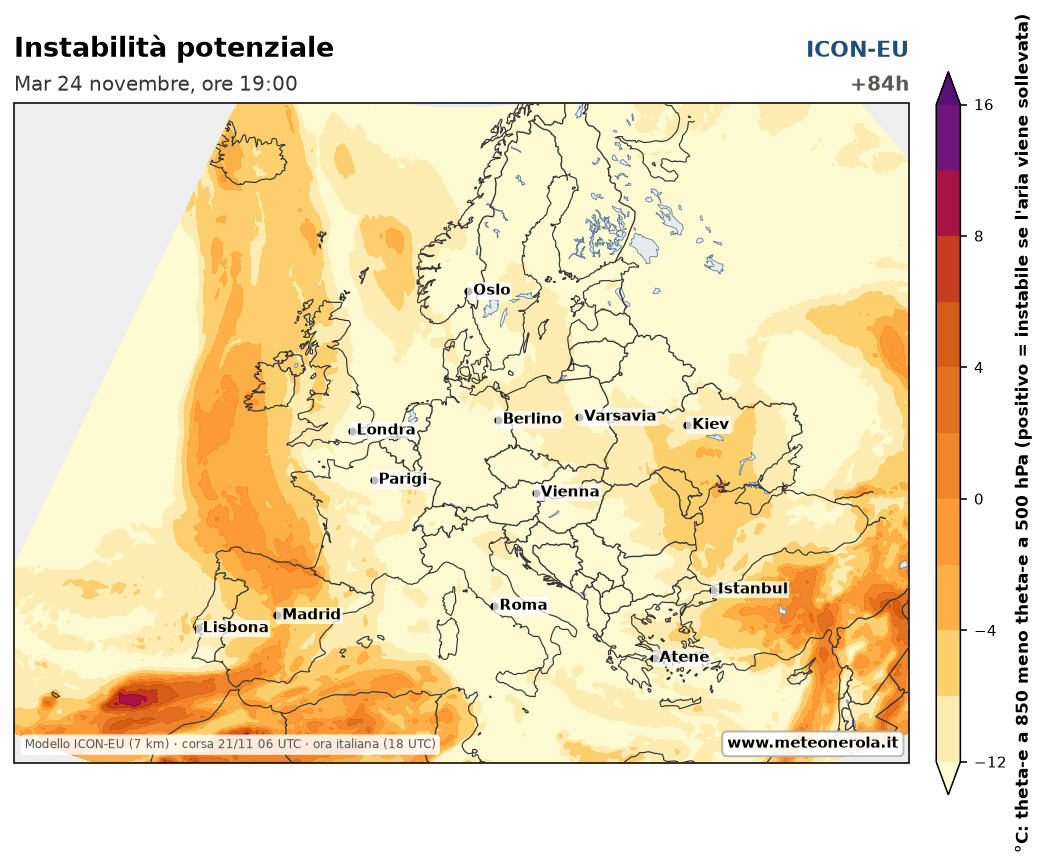 Instabilità potenziale
ICON-EU
Mar 24 novembre, ore 19:00
+84h
Oslo
Berlino
Varsavia
Kiev
Londra
Parigi
Vienna
Istanbul
Roma
Madrid
Lisbona
Atene
Modello ICON-EU (7 km) · corsa 21/11 06 UTC · ora italiana (18 UTC)
www.meteonerola.it
16
8
4
0
−4
−12
°C: theta-e a 850 meno theta-e a 500 hPa (positivo = instabile se l'aria viene sollevata)